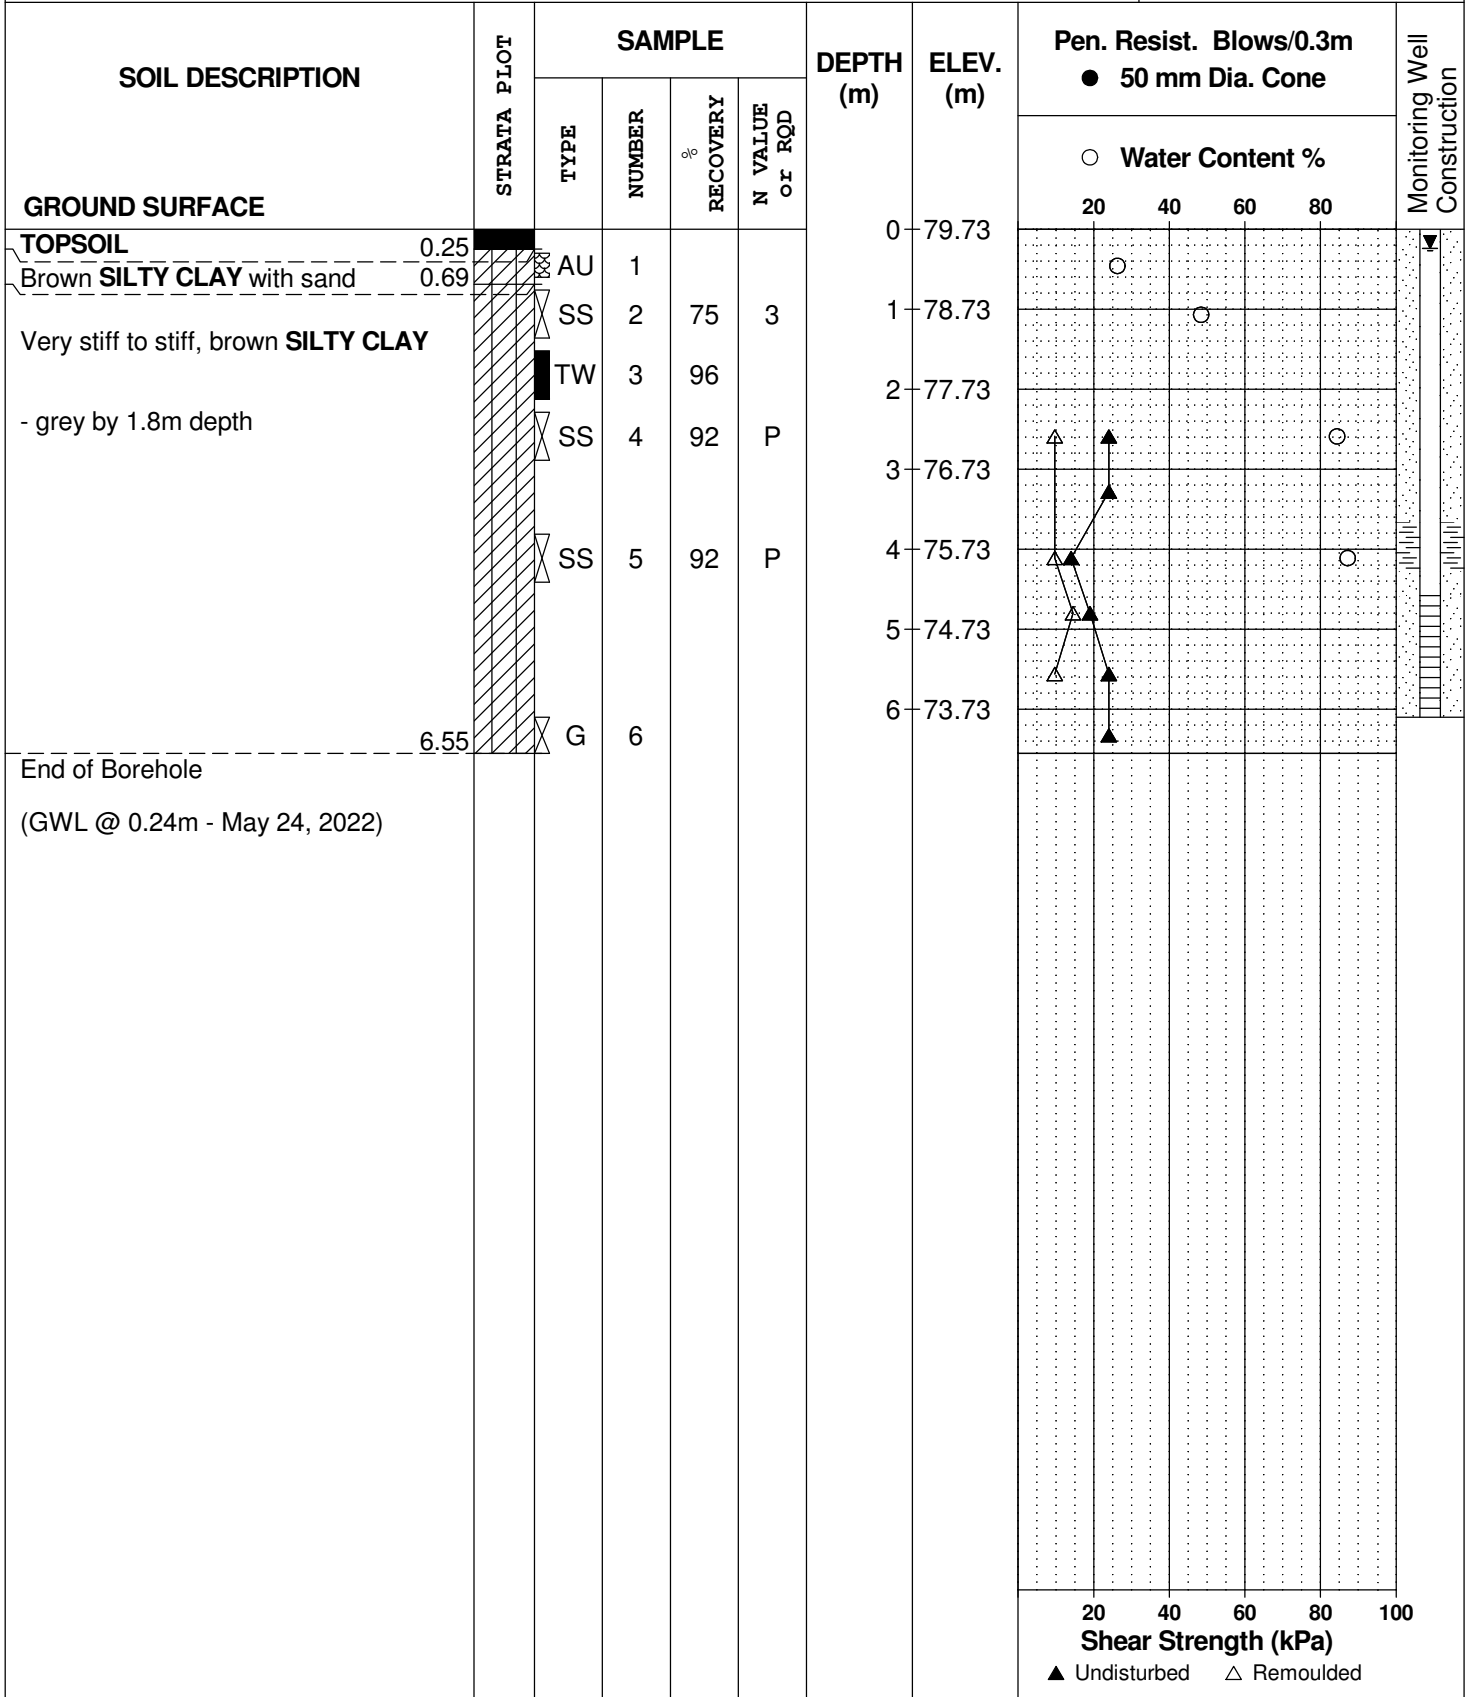 SOIL DESCRIPTION
GROUND SURFACE
STRATA PLOT
SAMPLE
TYPE
NUMBER
%
RECOVERY
N VALUE
or RQD
DEPTH
(m)
ELEV.
(m)
Pen. Resist. Blows/0.3m
● 50 mm Dia. Cone
○ Water Content %
20 40 60 80
Monitoring Well
Construction
TOPSOIL 0.25
Brown SILTY CLAY with sand 0.69
Very stiff to stiff, brown SILTY CLAY
- grey by 1.8m depth
6.55
End of Borehole
(GWL @ 0.24m - May 24, 2022)
AU 1
SS 2 75 3
TW 3 96
SS 4 92 P
SS 5 92 P
G 6
0 79.73
1 78.73
2 77.73
3 76.73
4 75.73
5 74.73
6 73.73
20 40 60 80 100
Shear Strength (kPa)
▲ Undisturbed △ Remoulded